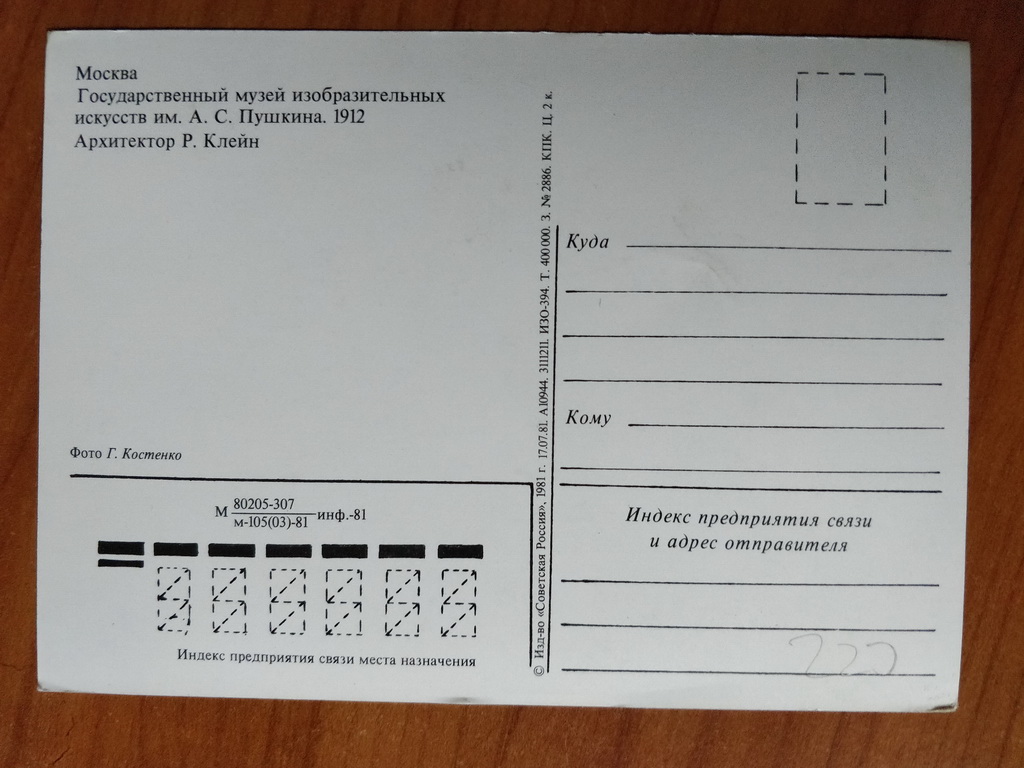 Москва
Государственный музей изобразительных
искусств им. А. С. Пушкина. 1912
Архитектор Р. Клейн
Фото Г. Костенко
М 80205-307
м-105(03)-81 инф.-81
Индекс предприятия связи места назначения
© Изд-во «Советская Россия», 1981 г. 17.07.81. А10944. 3111211. ИЗО-394. Т. 400 000. З. № 2886. КПК. Ц. 2 к.
Куда
Кому
Индекс предприятия связи
и адрес отправителя